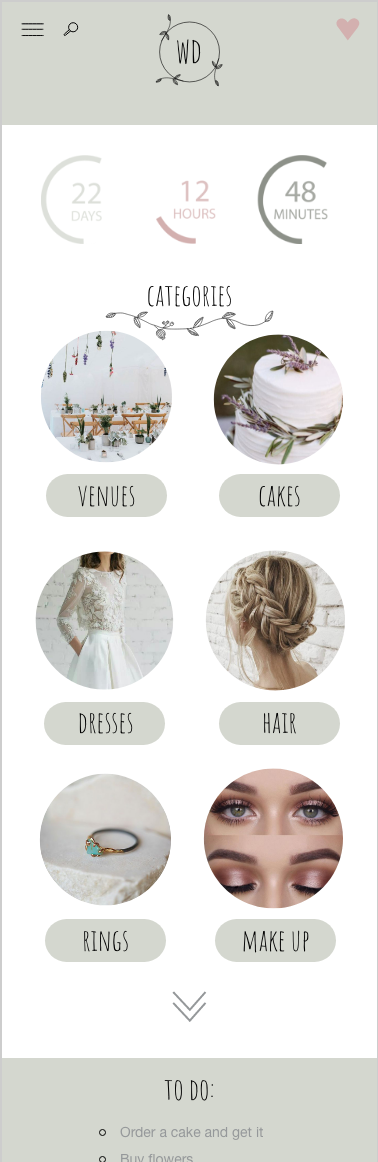 WD
22
DAYS
12
HOURS
48
MINUTES
CATEGORIES
VENUES
CAKES
DRESSES
HAIR
RINGS
MAKE UP
TO DO:
Order a cake and get it
Buy flowers